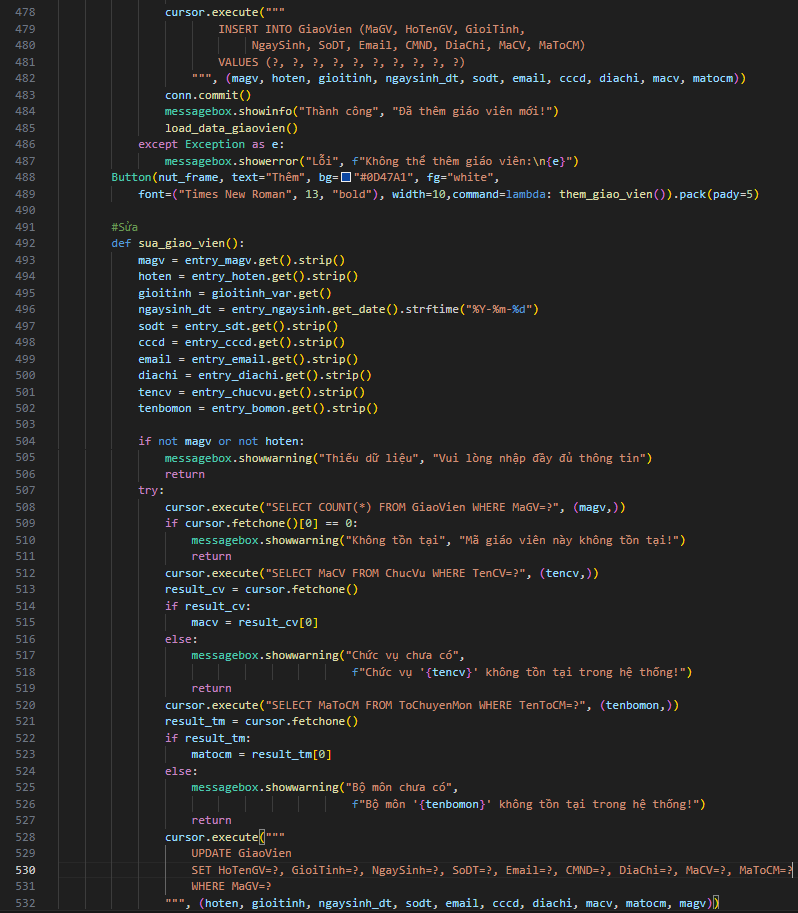 478 cursor.execute("""
479 INSERT INTO GiaoVien (MaGV, HoTenGV, GioiTinh,
480 NgaySinh, SoDT, Email, CMND, DiaChi, MaCV, MaToCM)
481 VALUES (?, ?, ?, ?, ?, ?, ?, ?, ?, ?)
482 """, (magv, hoten, gioitinh, ngaysinh_dt, sodt, email, cccd, diachi, macv, matocm))
483 conn.commit()
484 messagebox.showinfo("Thành công", "Đã thêm giáo viên mới!")
485 load_data_giaovien()
486 except Exception as e:
487 messagebox.showerror("Lỗi", f"Không thể thêm giáo viên:\n{e}")
488 Button(nut_frame, text="Thêm", bg="#0D47A1", fg="white",
489 font=("Times New Roman", 13, "bold"), width=10,command=lambda: them_giao_vien()).pack(pady=5)
490
491 #Sửa
492 def sua_giao_vien():
493 magv = entry_magv.get().strip()
494 hoten = entry_hoten.get().strip()
495 gioitinh = gioitinh_var.get()
496 ngaysinh_dt = entry_ngaysinh.get_date().strftime("%Y-%m-%d")
497 sodt = entry_sdt.get().strip()
498 cccd = entry_cccd.get().strip()
499 email = entry_email.get().strip()
500 diachi = entry_diachi.get().strip()
501 tencv = entry_chucvu.get().strip()
502 tenbomon = entry_bomon.get().strip()
503
504 if not magv or not hoten:
505 messagebox.showwarning("Thiếu dữ liệu", "Vui lòng nhập đầy đủ thông tin")
506 return
507 try:
508 cursor.execute("SELECT COUNT(*) FROM GiaoVien WHERE MaGV=?", (magv,))
509 if cursor.fetchone()[0] == 0:
510 messagebox.showwarning("Không tồn tại", "Mã giáo viên này không tồn tại!")
511 return
512 cursor.execute("SELECT MaCV FROM ChucVu WHERE TenCV=?", (tencv,))
513 result_cv = cursor.fetchone()
514 if result_cv:
515 macv = result_cv[0]
516 else:
517 messagebox.showwarning("Chức vụ chưa có",
518 f"Chức vụ '{tencv}' không tồn tại trong hệ thống!")
519 return
520 cursor.execute("SELECT MaToCM FROM ToChuyenMon WHERE TenToCM=?", (tenbomon,))
521 result_tm = cursor.fetchone()
522 if result_tm:
523 matocm = result_tm[0]
524 else:
525 messagebox.showwarning("Bộ môn chưa có",
526 f"Bộ môn '{tenbomon}' không tồn tại trong hệ thống!")
527 return
528 cursor.execute("""
529 UPDATE GiaoVien
530 SET HoTenGV=?, GioiTinh=?, NgaySinh=?, SoDT=?, Email=?, CMND=?, DiaChi=?, MaCV=?, MaToCM=?
531 WHERE MaGV=?
532 """, (hoten, gioitinh, ngaysinh_dt, sodt, email, cccd, diachi, macv, matocm, magv))